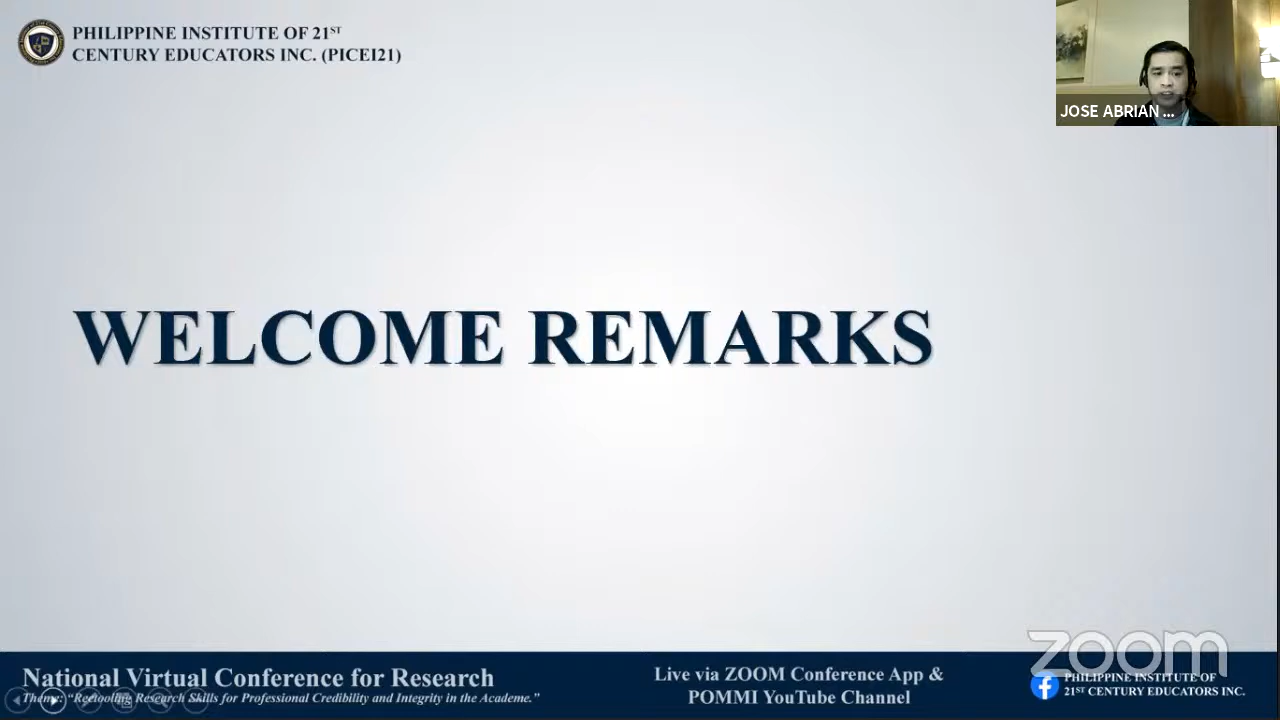 PHILIPPINE INSTITUTE OF 21ST
CENTURY EDUCATORS INC. (PICEI21)
JOSE ABRIAN ...
WELCOME REMARKS
National Virtual Conference for Research
Theme: “Reetooling Research Skills for Professional Credibility and Integrity in the Academe.”
Live via ZOOM Conference App &
POMMI YouTube Channel
zoom
PHILIPPINE INSTITUTE OF
21ST CENTURY EDUCATORS INC.